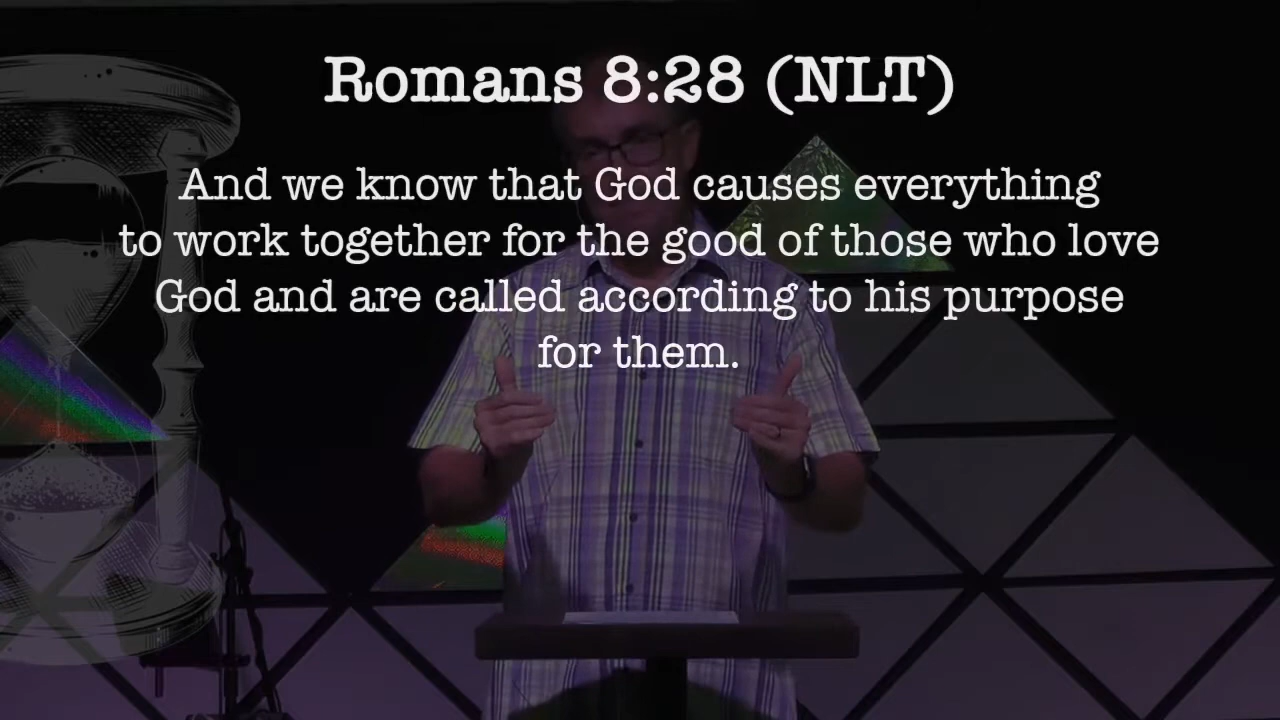 Romans 8:28 (NLT)
And we know that God causes everything
to work together for the good of those who love
God and are called according to his purpose
for them.